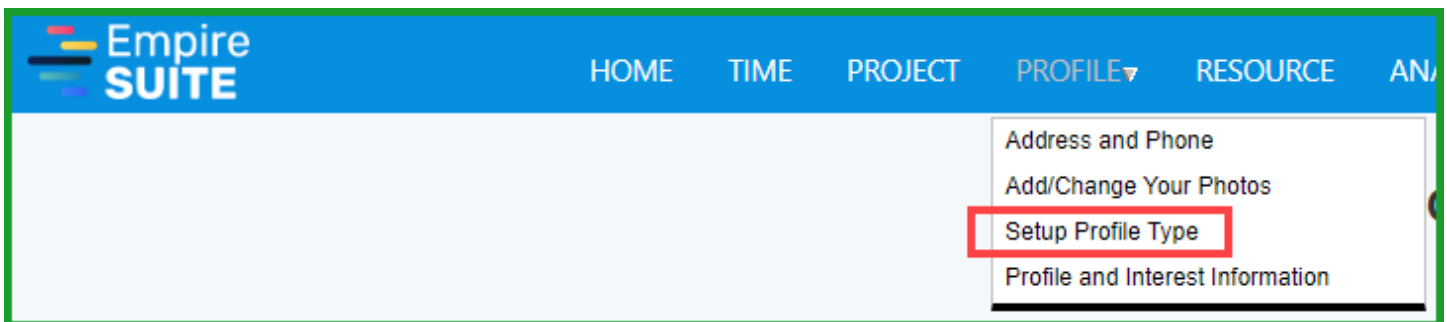 Empire
SUITE
HOME TIME PROJECT PROFILE RESOURCE ANA
Address and Phone
Add/Change Your Photos
Setup Profile Type
Profile and Interest Information